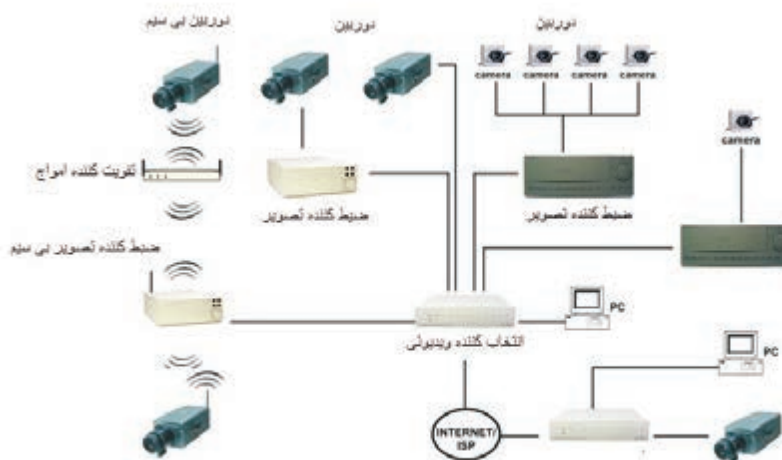 دوربین بی سیم
دوربین
دوربین
camera
camera
camera
camera
camera
تقویت کننده امواج
ضبط کننده تصویر
ضبط کننده تصویر
ضبط کننده تصویر بی سیم
PC
انتخاب کننده ویدیوئی
PC
INTERNET/
ISP